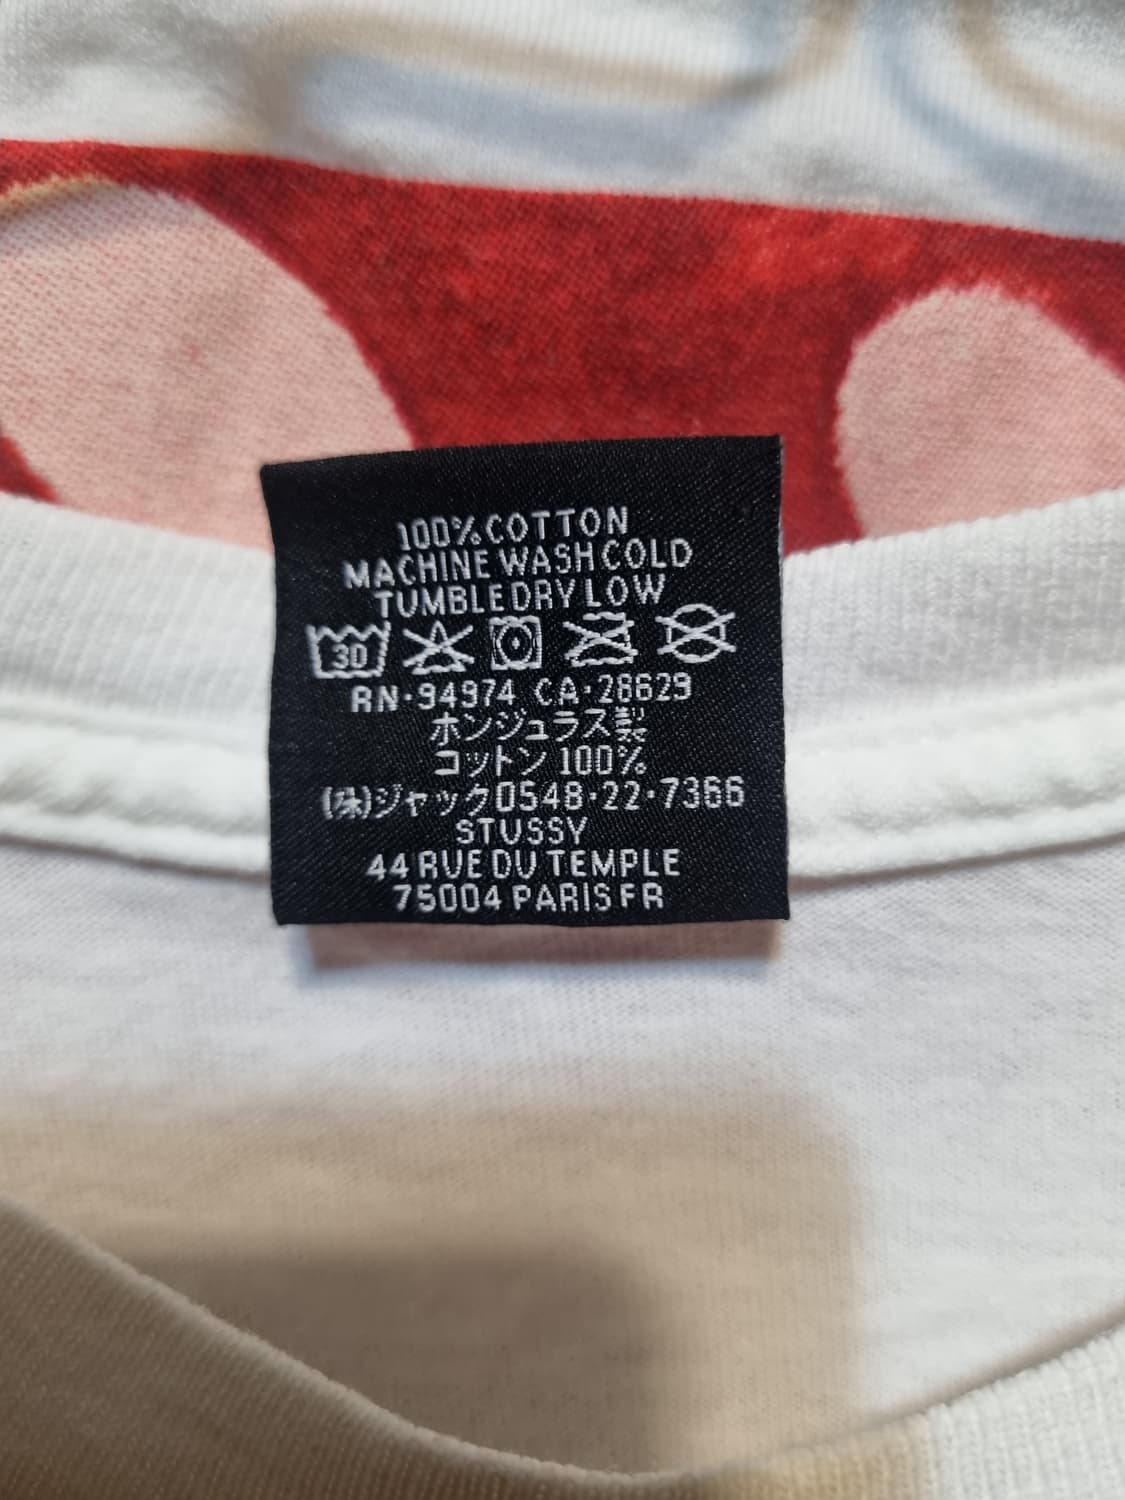 100% COTTON
MACHINE WASH COLD
TUMBLE DRY LOW
30
RN·94974 CA·28629
ホンジュラス製
コットン 100%
(株)ジャック0548·22·7366
STUSSY
44 RUE DU TEMPLE
75004 PARIS FR